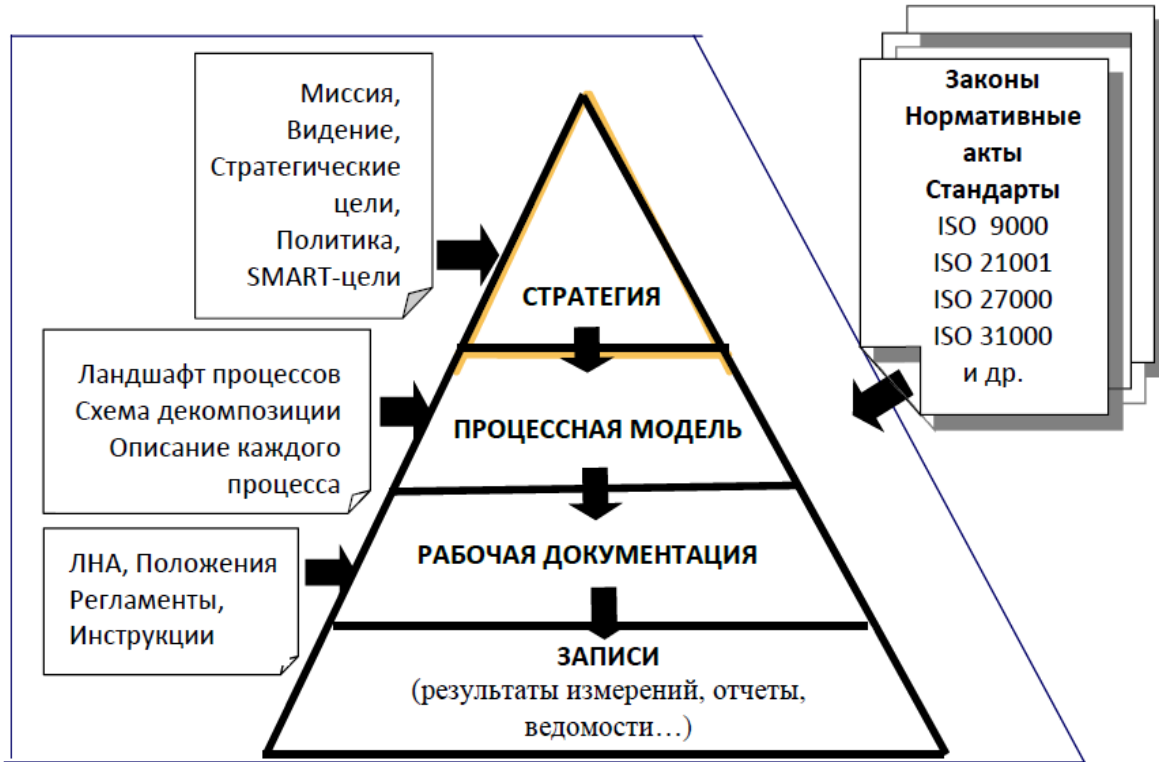 Миссия,
Видение,
Стратегические
цели,
Политика,
SMART-цели
Законы
Нормативные
акты
Стандарты
ISO 9000
ISO 21001
ISO 27000
ISO 31000
и др.
СТРАТЕГИЯ
Ландшафт процессов
Схема декомпозиции
Описание каждого
процесса
ПРОЦЕССНАЯ МОДЕЛЬ
ЛНА, Положения
Регламенты,
Инструкции
РАБОЧАЯ ДОКУМЕНТАЦИЯ
ЗАПИСИ
(результаты измерений, отчеты,
ведомости...)